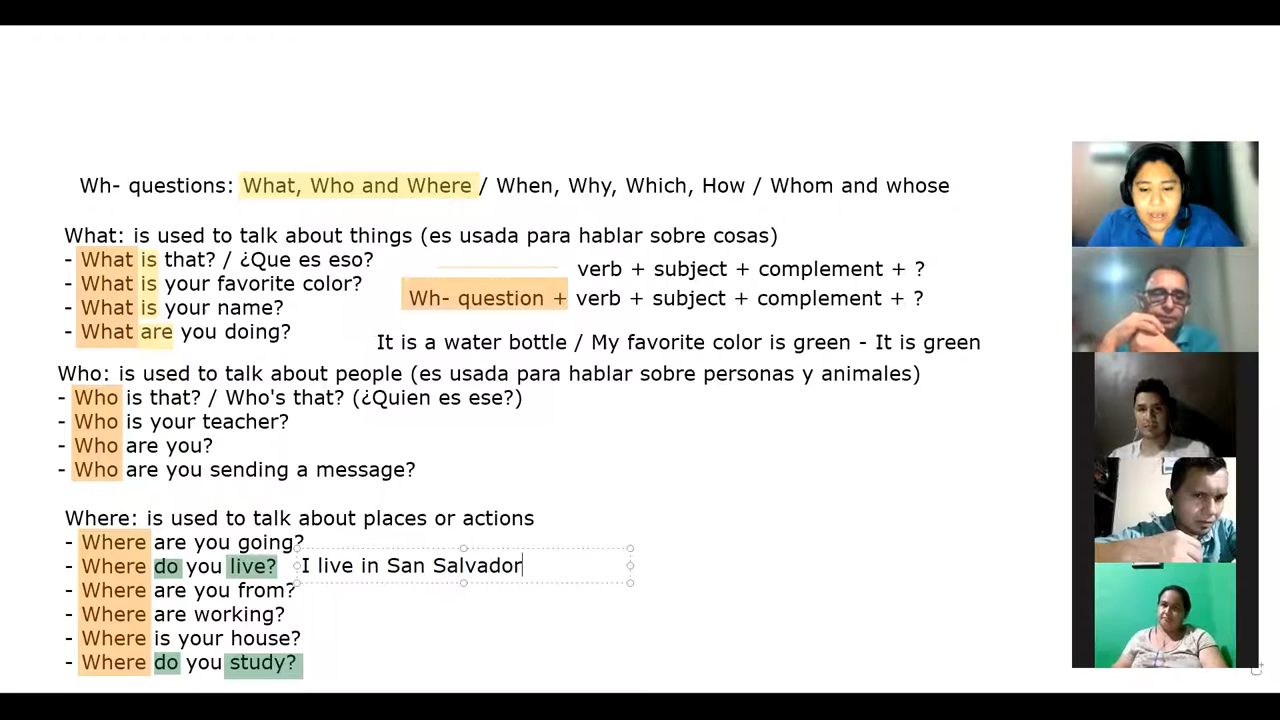 Wh- questions: What, Who and Where / When, Why, Which, How / Whom and whose
What: is used to talk about things (es usada para hablar sobre cosas)
- What is that? / ¿Que es eso?
- What is your favorite color?
- What is your name?
- What are you doing?
verb + subject + complement + ?
Wh- question + verb + subject + complement + ?
It is a water bottle / My favorite color is green - It is green
Who: is used to talk about people (es usada para hablar sobre personas y animales)
- Who is that? / Who's that? (¿Quien es ese?)
- Who is your teacher?
- Who are you?
- Who are you sending a message?
Where: is used to talk about places or actions
- Where are you going?
- Where do you live? I live in San Salvador
- Where are you from?
- Where are working?
- Where is your house?
- Where do you study?